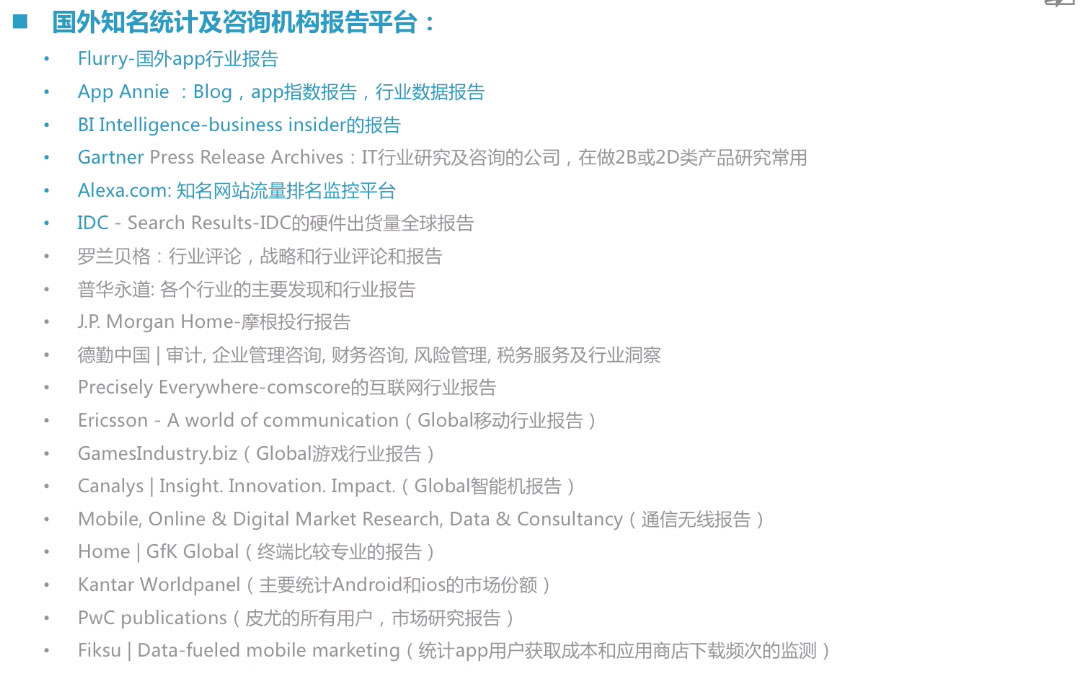 ■ 国外知名统计及咨询机构报告平台：
• Flurry-国外app行业报告
• App Annie ：Blog，app指数报告，行业数据报告
• BI Intelligence-business insider的报告
• Gartner Press Release Archives：IT行业研究及咨询的公司，在做2B或2D类产品研究常用
• Alexa.com: 知名网站流量排名监控平台
• IDC - Search Results-IDC的硬件出货量全球报告
• 罗兰贝格：行业评论，战略和行业评论和报告
• 普华永道: 各个行业的主要发现和行业报告
• J.P. Morgan Home-摩根投行报告
• 德勤中国 | 审计, 企业管理咨询, 财务咨询, 风险管理, 税务服务及行业洞察
• Precisely Everywhere-comscore的互联网行业报告
• Ericsson - A world of communication（Global移动行业报告）
• GamesIndustry.biz（Global游戏行业报告）
• Canalys | Insight. Innovation. Impact.（Global智能机报告）
• Mobile, Online & Digital Market Research, Data & Consultancy（通信无线报告）
• Home | GfK Global（终端比较专业的报告）
• Kantar Worldpanel（主要统计Android和ios的市场份额）
• PwC publications（皮尤的所有用户，市场研究报告）
• Fiksu | Data-fueled mobile marketing（统计app用户获取成本和应用商店下载频次的监测）